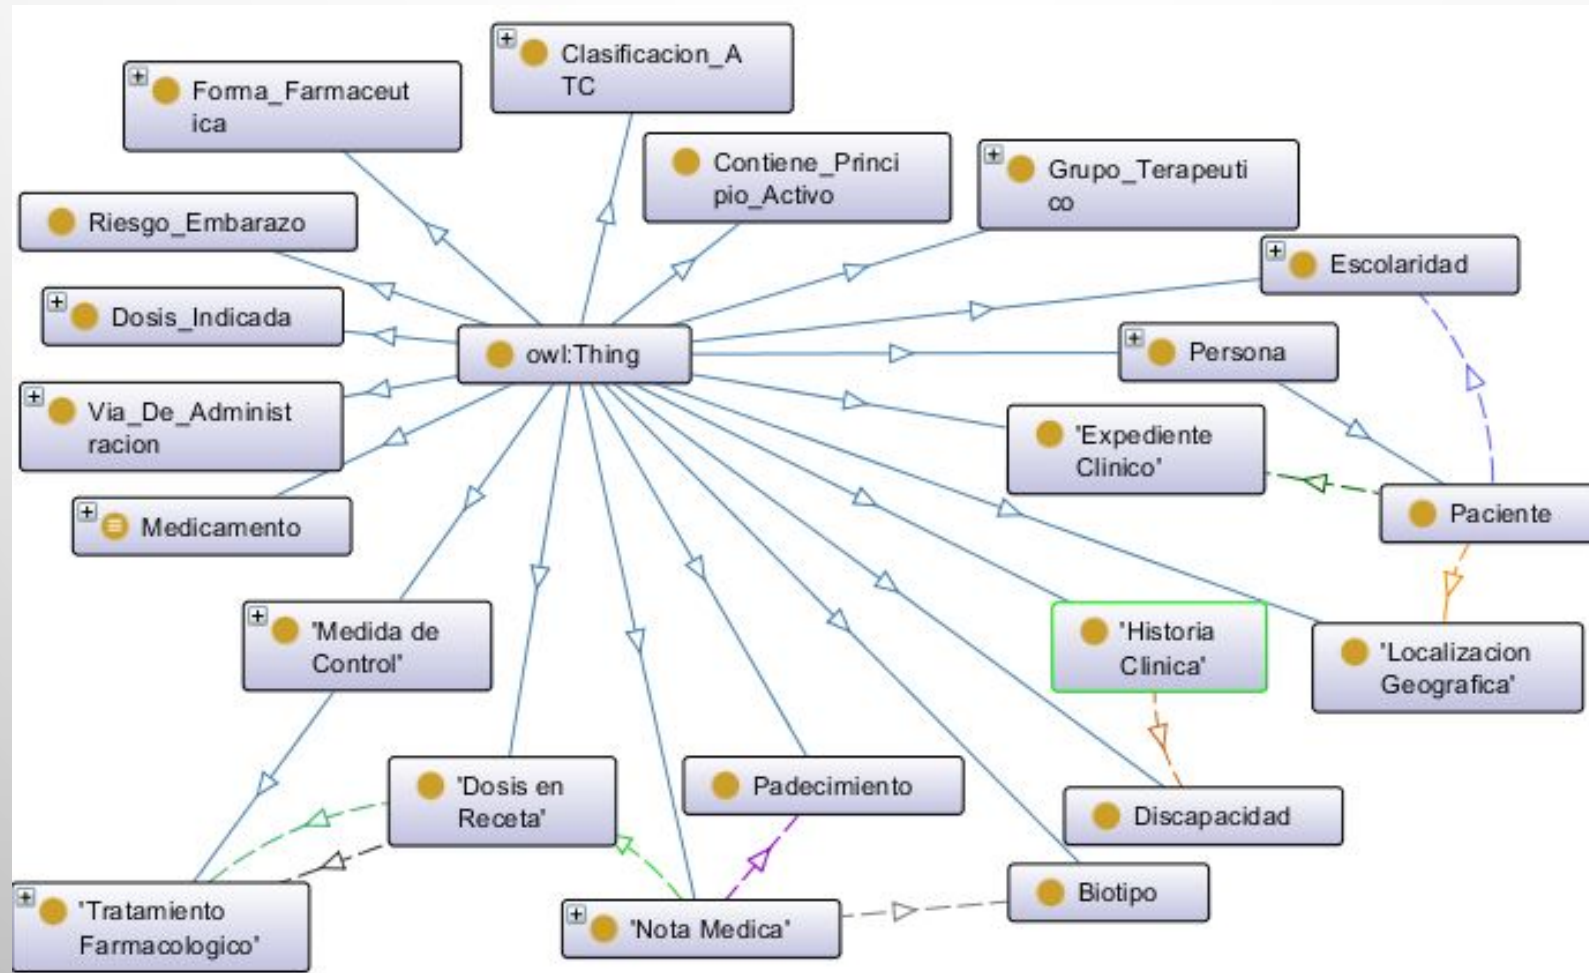 Clasificacion_A
TC
Forma_Farmaceut
ica
Contiene_Princi
pio_Activo
Grupo_Terapeuti
co
Riesgo_Embarazo
Escolaridad
Dosis_Indicada
owl:Thing
Persona
Via_De_Administ
racion
'Expediente
Clinico'
Medicamento
Paciente
'Medida de
Control'
'Historia
Clinica'
'Localizacion
Geografica'
'Dosis en
Receta'
Padecimiento
Discapacidad
Biotipo
'Tratamiento
Farmacologico'
'Nota Medica'